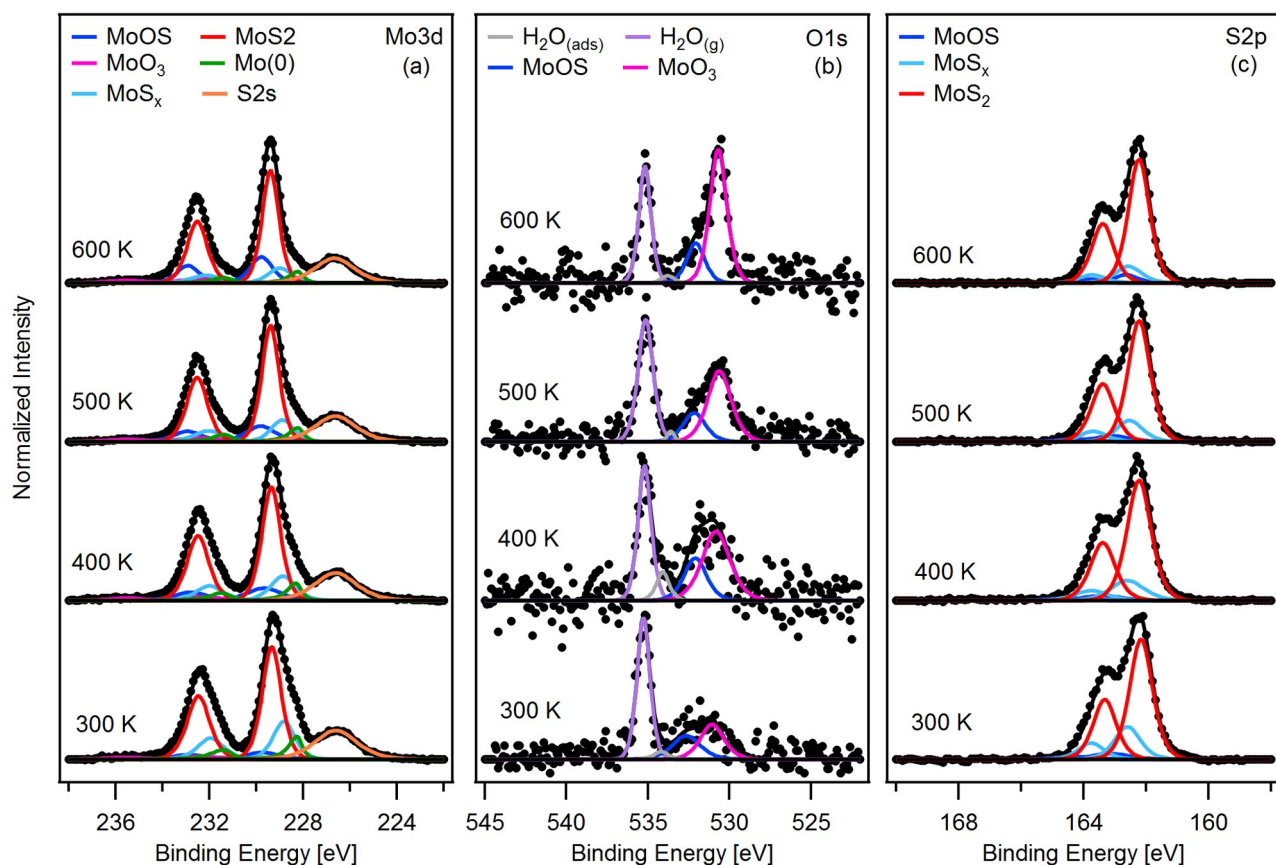 MoOS MoS2 Mo3d
MoO₃ Mo(0) (a)
MoSₓ S2s
600 K
500 K
400 K
300 K
236 232 228 224
Binding Energy [eV]
Normalized Intensity
H₂O₍ads₎ H₂O₍g₎ O1s
MoOS MoO₃ (b)
600 K
500 K
400 K
300 K
545 540 535 530 525
Binding Energy [eV]
MoOS S2p
MoSₓ (c)
MoS₂
600 K
500 K
400 K
300 K
168 164 160
Binding Energy [eV]